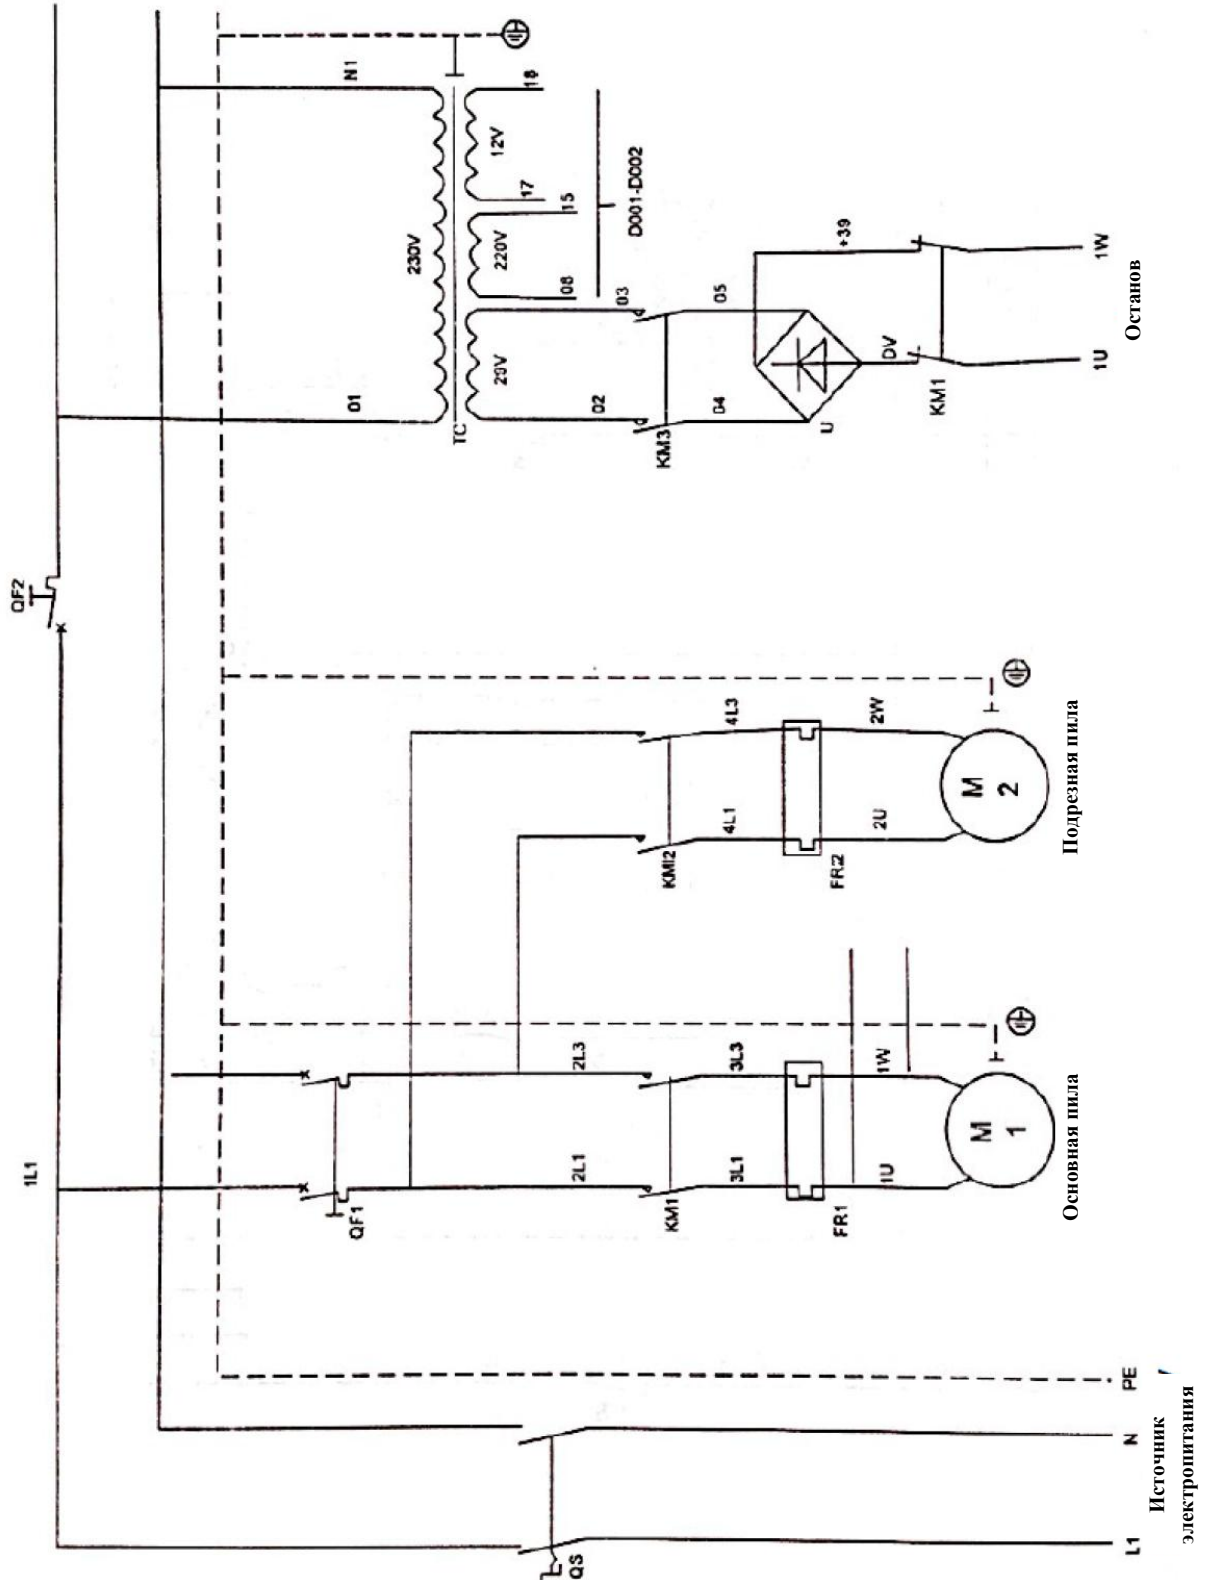 1L1
QF2
QF1
2L1
2L3
KM1
3L1
3L3
FR1
1U
1W
M
1
Основная пила
KMI2
4L1
4L3
FR2
2U
2W
M
2
Подрезная пила
01
N1
230V
TC
29V
220V
12V
02
03
08
15
17
18
D001-D002
KM3
04
05
U
DV
+39
KM1
1U
1W
Останов
QS
L1
N
PE
Источник
электропитания